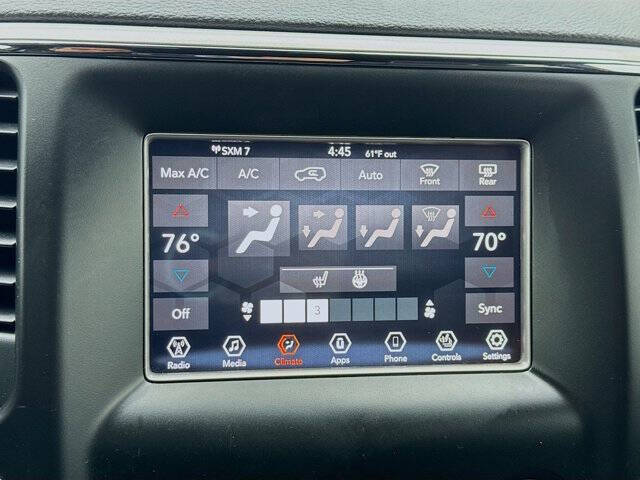 SXM 7 4:45 61°F out
Max A/C A/C Auto Front Rear
76° 70°
Off 3 Sync
Radio Media Climate Apps Phone Controls Settings